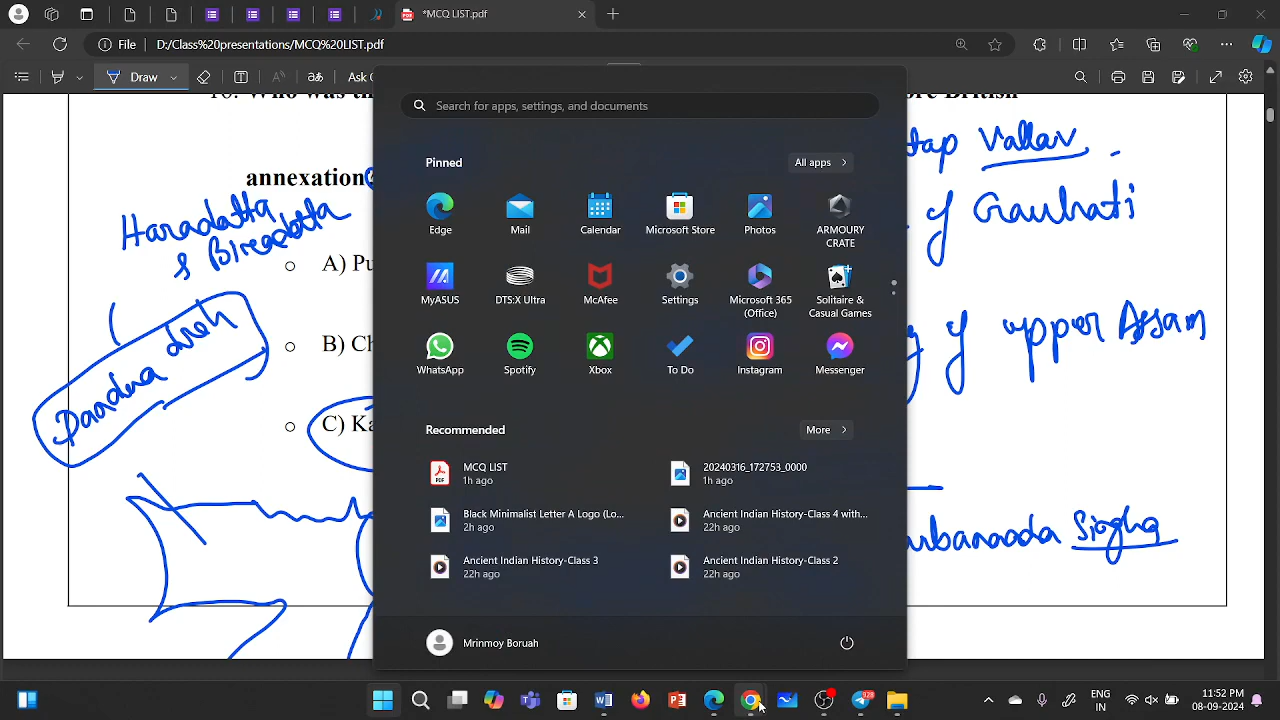 *MCQ LIST.pdf
File
D:/Class%20presentations/MCQ%20LIST.pdf
Draw
Ask
annexation
Haradatta
& Biradatta
A) Pu
Paadua droh
B) Ch
C) Ka
tap Vallav
of Gauhati
of upper Assam
Singha
Search for apps, settings, and documents
Pinned
All apps
Edge
Mail
Calendar
Microsoft Store
Photos
ARMOURY CRATE
MyASUS
DTS:X Ultra
McAfee
Settings
Microsoft 365 (Office)
Solitaire & Casual Games
WhatsApp
Spotify
Xbox
To Do
Instagram
Messenger
Recommended
More
MCQ LIST
1h ago
20240316_172753_0000
1h ago
Black Minimalist Letter A Logo (Lo...
2h ago
Ancient Indian History-Class 4 with...
22h ago
Ancient Indian History-Class 3
22h ago
Ancient Indian History-Class 2
22h ago
Mrinmoy Boruah
ENG
IN
11:52 PM
08-09-2024